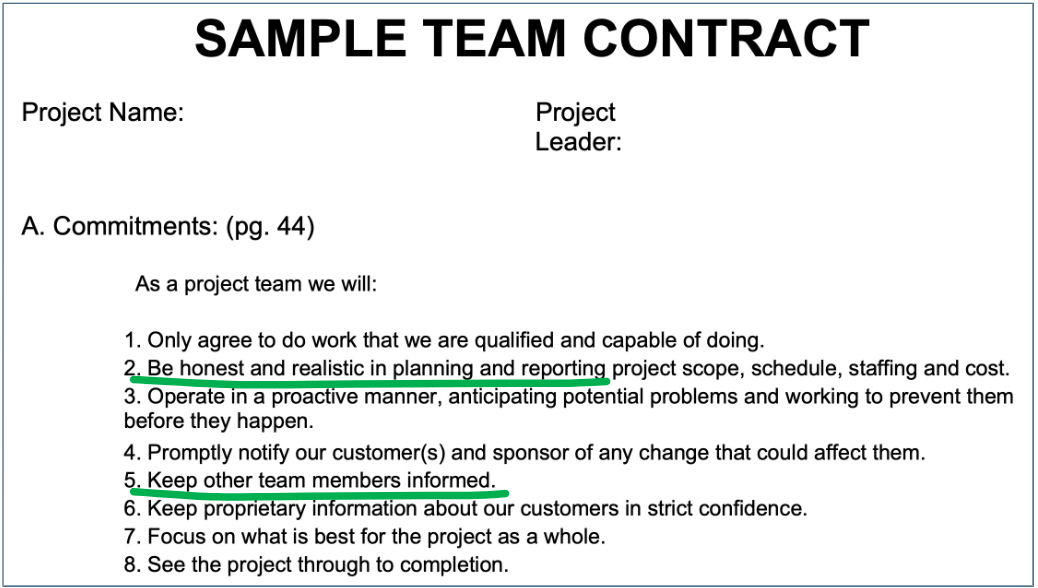 SAMPLE TEAM CONTRACT
Project Name:
Project
Leader:
A. Commitments: (pg. 44)
As a project team we will:
1. Only agree to do work that we are qualified and capable of doing.
2. Be honest and realistic in planning and reporting project scope, schedule, staffing and cost.
3. Operate in a proactive manner, anticipating potential problems and working to prevent them
before they happen.
4. Promptly notify our customer(s) and sponsor of any change that could affect them.
5. Keep other team members informed.
6. Keep proprietary information about our customers in strict confidence.
7. Focus on what is best for the project as a whole.
8. See the project through to completion.